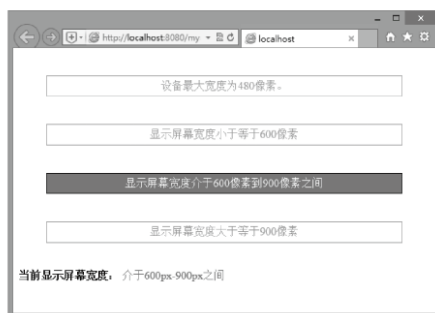 http://localhost:8080/my
localhost
设备最大宽度为480像素。
显示屏幕宽度小于等于600像素
显示屏幕宽度介于600像素到900像素之间
显示屏幕宽度大于等于900像素
当前显示屏幕宽度： 介于600px-900px之间